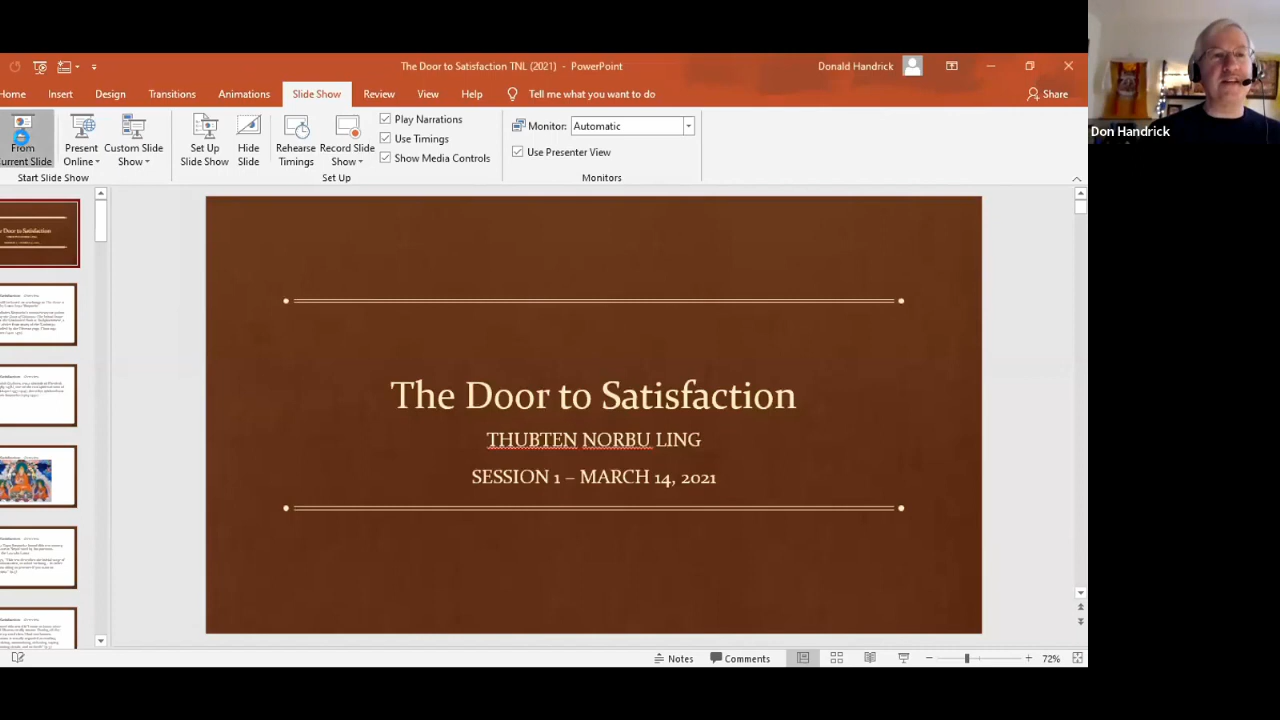 The Door to Satisfaction TNL (2021) - PowerPoint
Donald Handrick
Home Insert Design Transitions Animations Slide Show Review View Help Tell me what you want to do
Share
From
Current Slide
Present
Online
Custom Slide
Show
Set Up
Slide Show
Hide
Slide
Rehearse
Timings
Record Slide
Show
Play Narrations
Use Timings
Show Media Controls
Monitor: Automatic
Use Presenter View
Start Slide Show
Set Up
Monitors
Don Handrick
The Door to Satisfaction
THUBTEN NORBU LING
SESSION 1 – MARCH 14, 2021
Notes
Comments
72%